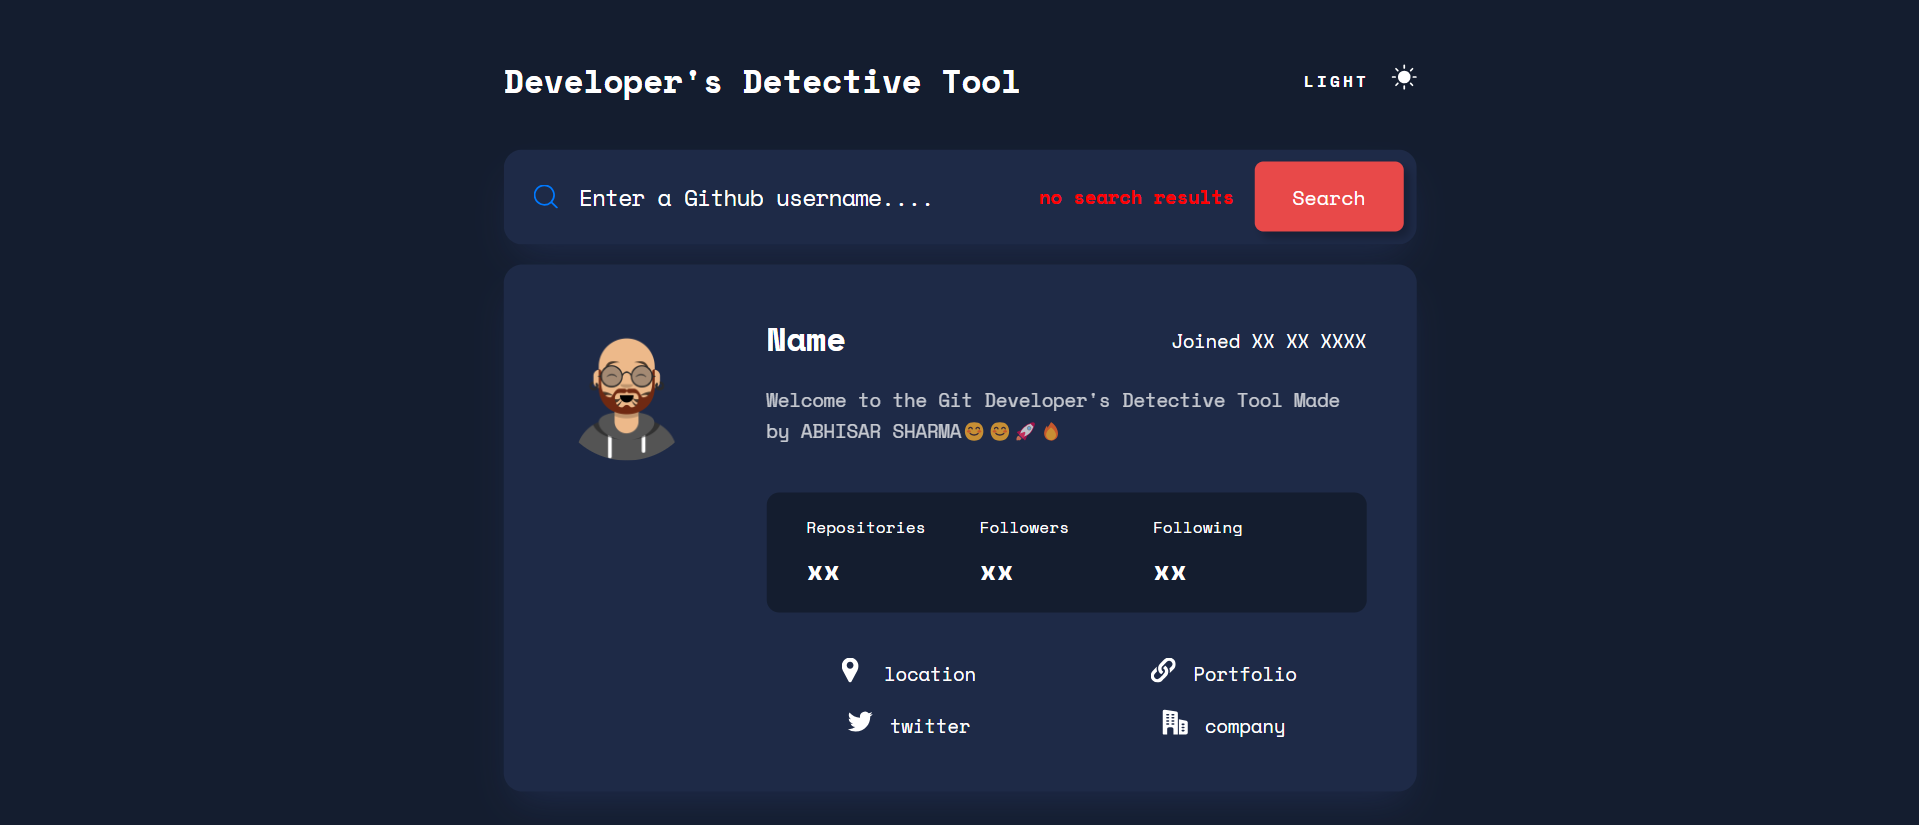 Developer's Detective Tool
LIGHT
Enter a Github username....
no search results
Search
Name
Joined XX XX XXXX
Welcome to the Git Developer's Detective Tool Made
by ABHISAR SHARMA😊😊🚀🔥
Repositories Followers Following
xx xx xx
location Portfolio
twitter company